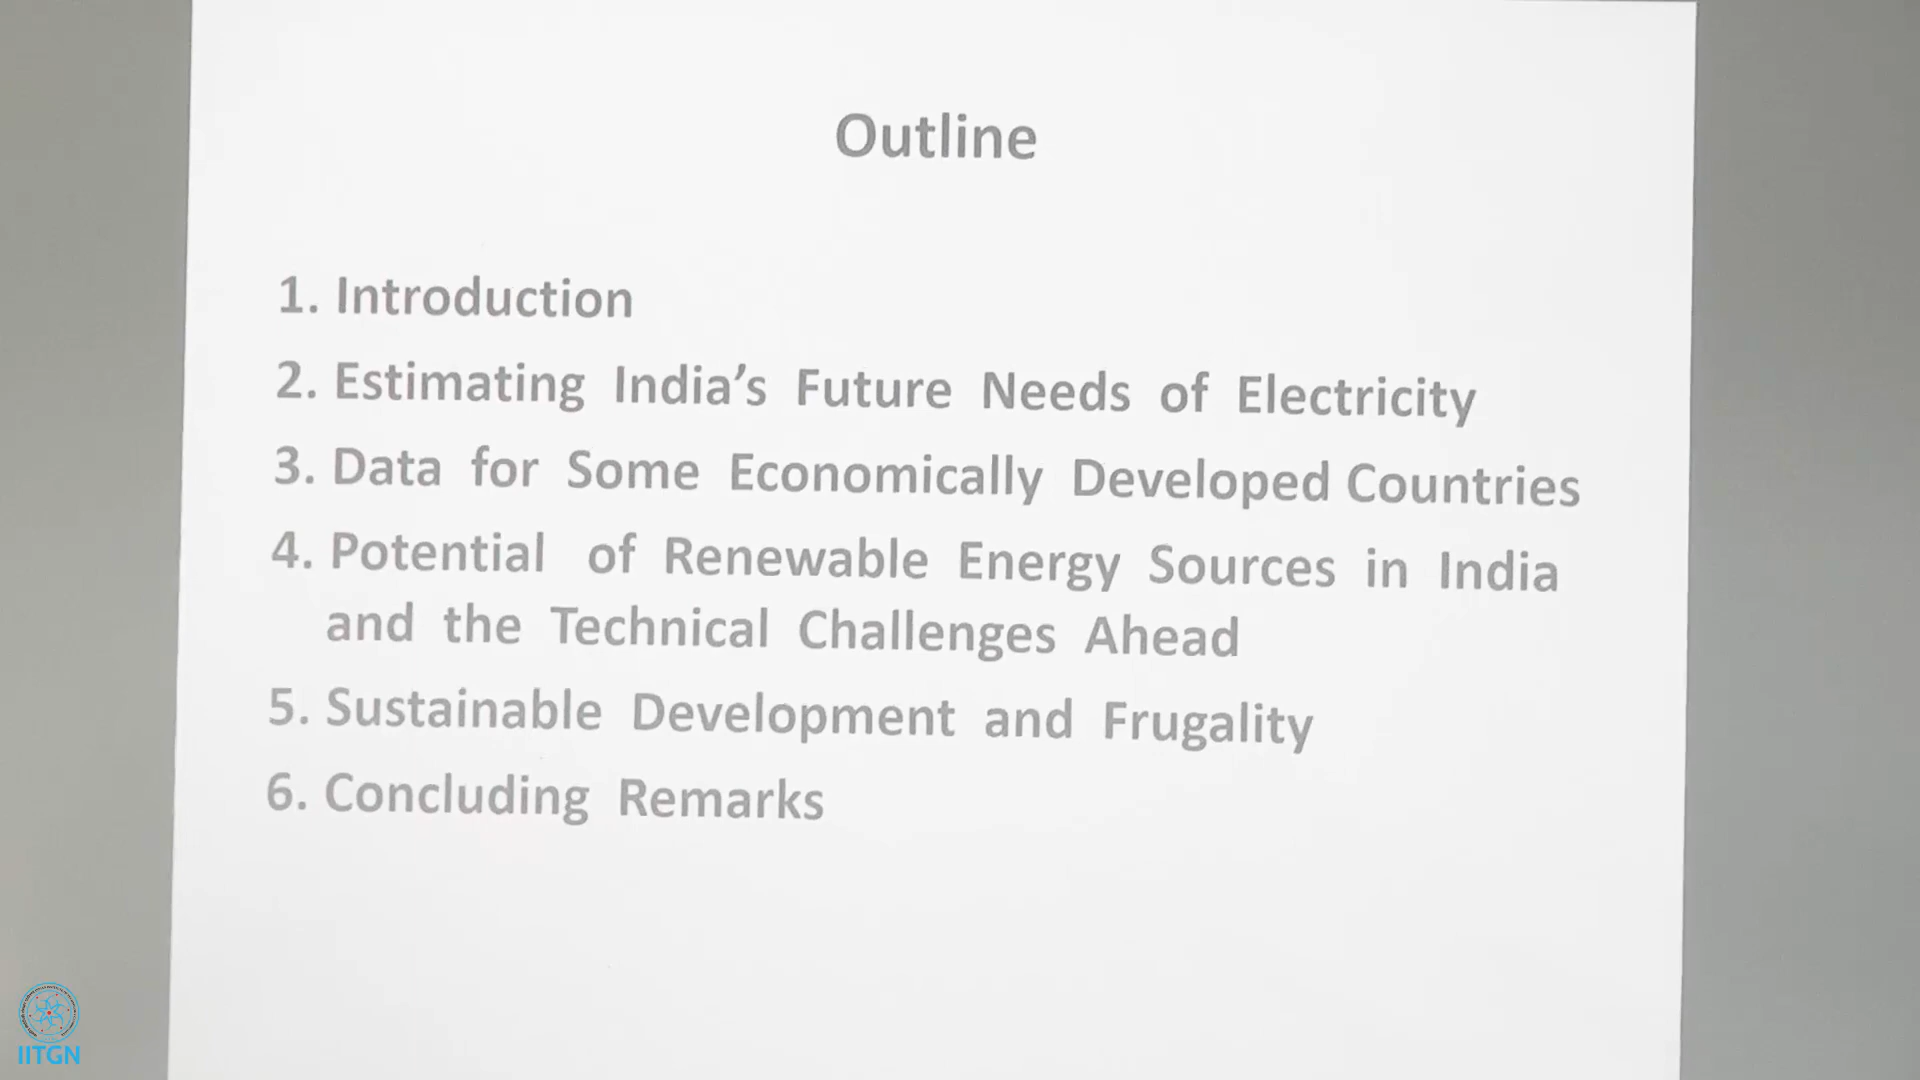 Outline
1. Introduction
2. Estimating India’s Future Needs of Electricity
3. Data for Some Economically Developed Countries
4. Potential of Renewable Energy Sources in India
and the Technical Challenges Ahead
5. Sustainable Development and Frugality
6. Concluding Remarks
IITGN